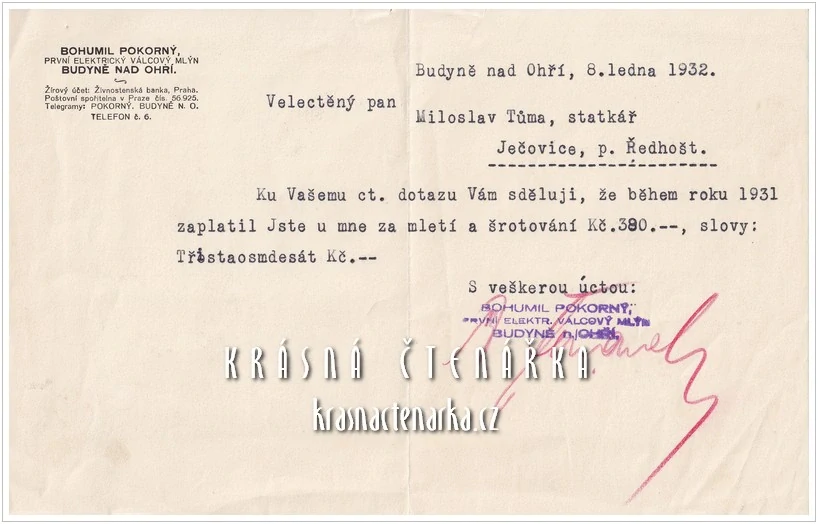 BOHUMIL POKORNÝ,
PRVNÍ ELEKTRICKÝ VÁLCOVÝ MLÝN
BUDYNĚ NAD OHŘÍ.
Žirový účet: Živnostenská banka, Praha.
Poštovní spořitelna v Praze čís. 56.925.
Telegramy: POKORNÝ. BUDYNĚ N. O.
TELEFON č. 6.
Budyně nad Ohří, 8.ledna 1932.
Velectěný pan
Miloslav Tůma, statkář
Ječovice, p. Ředhošt.
Ku Vašemu ct. dotazu Vám sděluji, že během roku 1931
zaplatil Jste u mne za mletí a šrotování Kč.380.--, slovy:
Třistaosmdesát Kč.--
S veškerou úctou:
BOHUMIL POKORNÝ,
PRVNÍ ELEKTR. VÁLCOVÝ MLÝN
BUDYNĚ n/OHŘÍ.
KRÁSNÁ ČTENÁŘKA
krasnactenarka.cz